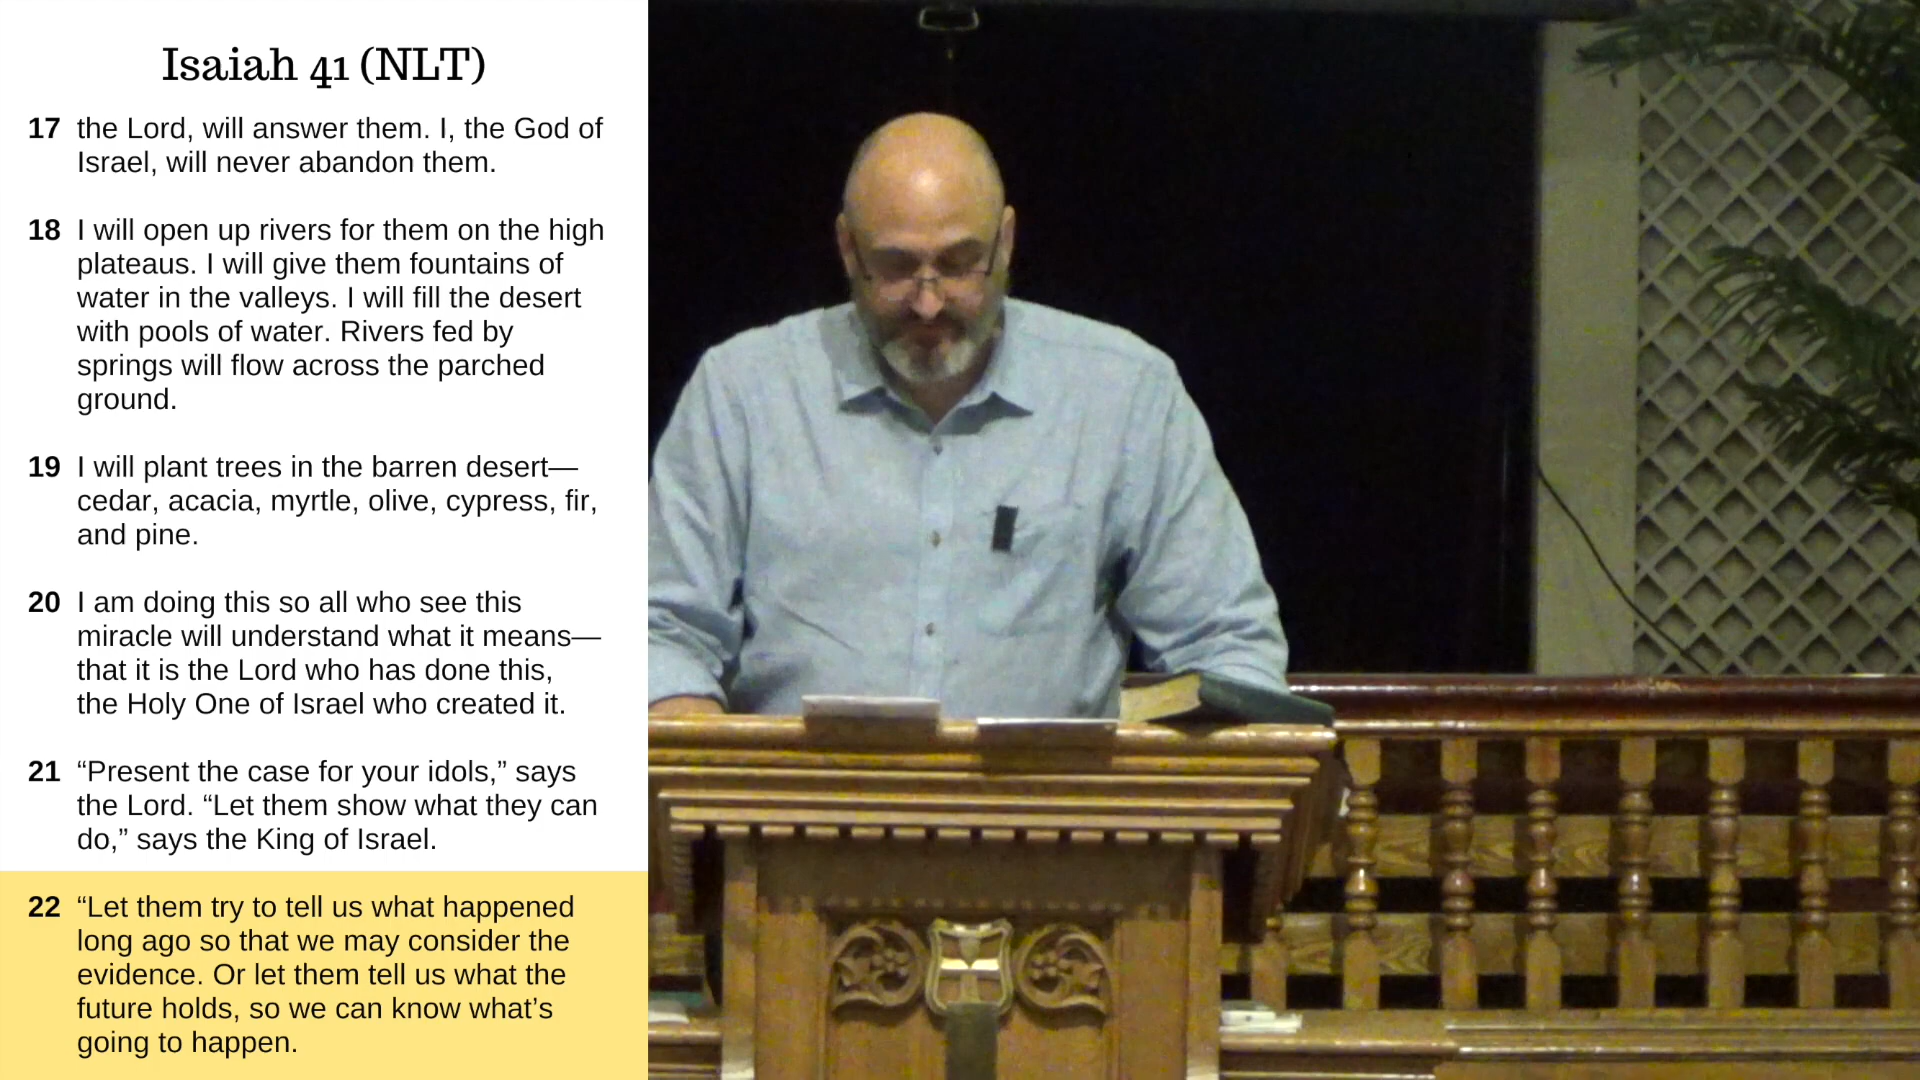 Isaiah 41 (NLT)
17 the Lord, will answer them. I, the God of
Israel, will never abandon them.
18 I will open up rivers for them on the high
plateaus. I will give them fountains of
water in the valleys. I will fill the desert
with pools of water. Rivers fed by
springs will flow across the parched
ground.
19 I will plant trees in the barren desert—
cedar, acacia, myrtle, olive, cypress, fir,
and pine.
20 I am doing this so all who see this
miracle will understand what it means—
that it is the Lord who has done this,
the Holy One of Israel who created it.
21 “Present the case for your idols,” says
the Lord. “Let them show what they can
do,” says the King of Israel.
22 “Let them try to tell us what happened
long ago so that we may consider the
evidence. Or let them tell us what the
future holds, so we can know what’s
going to happen.